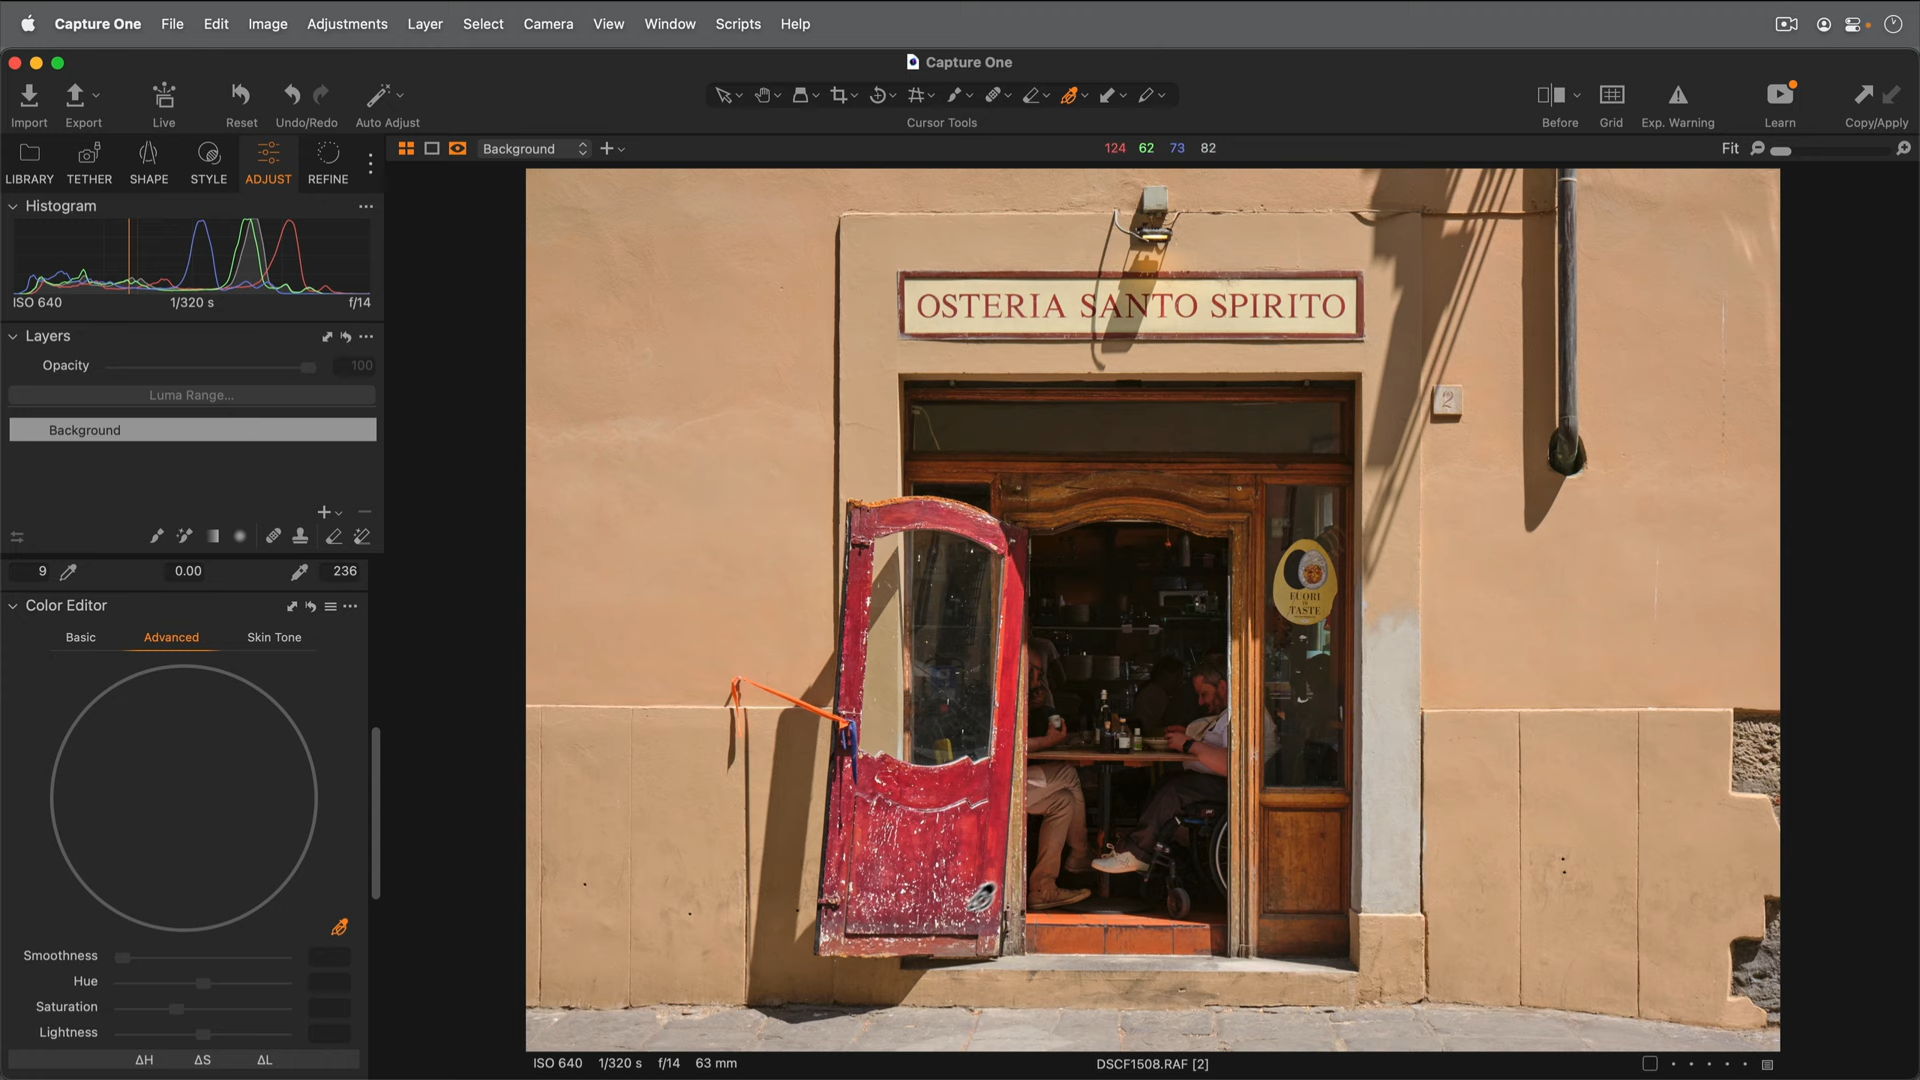 Capture One File Edit Image Adjustments Layer Select Camera View Window Scripts Help
Capture One
Import Export Live Reset Undo/Redo Auto Adjust Cursor Tools Before Grid Exp. Warning Learn Copy/Apply
LIBRARY TETHER SHAPE STYLE ADJUST REFINE
Background 124 62 73 82 Fit
Histogram
ISO 640 1/320 s f/14
Layers
Opacity 100
Luma Range...
Background
9 0.00 236
Color Editor
Basic Advanced Skin Tone
Smoothness
Hue
Saturation
Lightness
ΔH ΔS ΔL
OSTERIA SANTO SPIRITO
2
FUORI
TASTE
ISO 640 1/320 s f/14 63 mm DSCF1508.RAF [2]